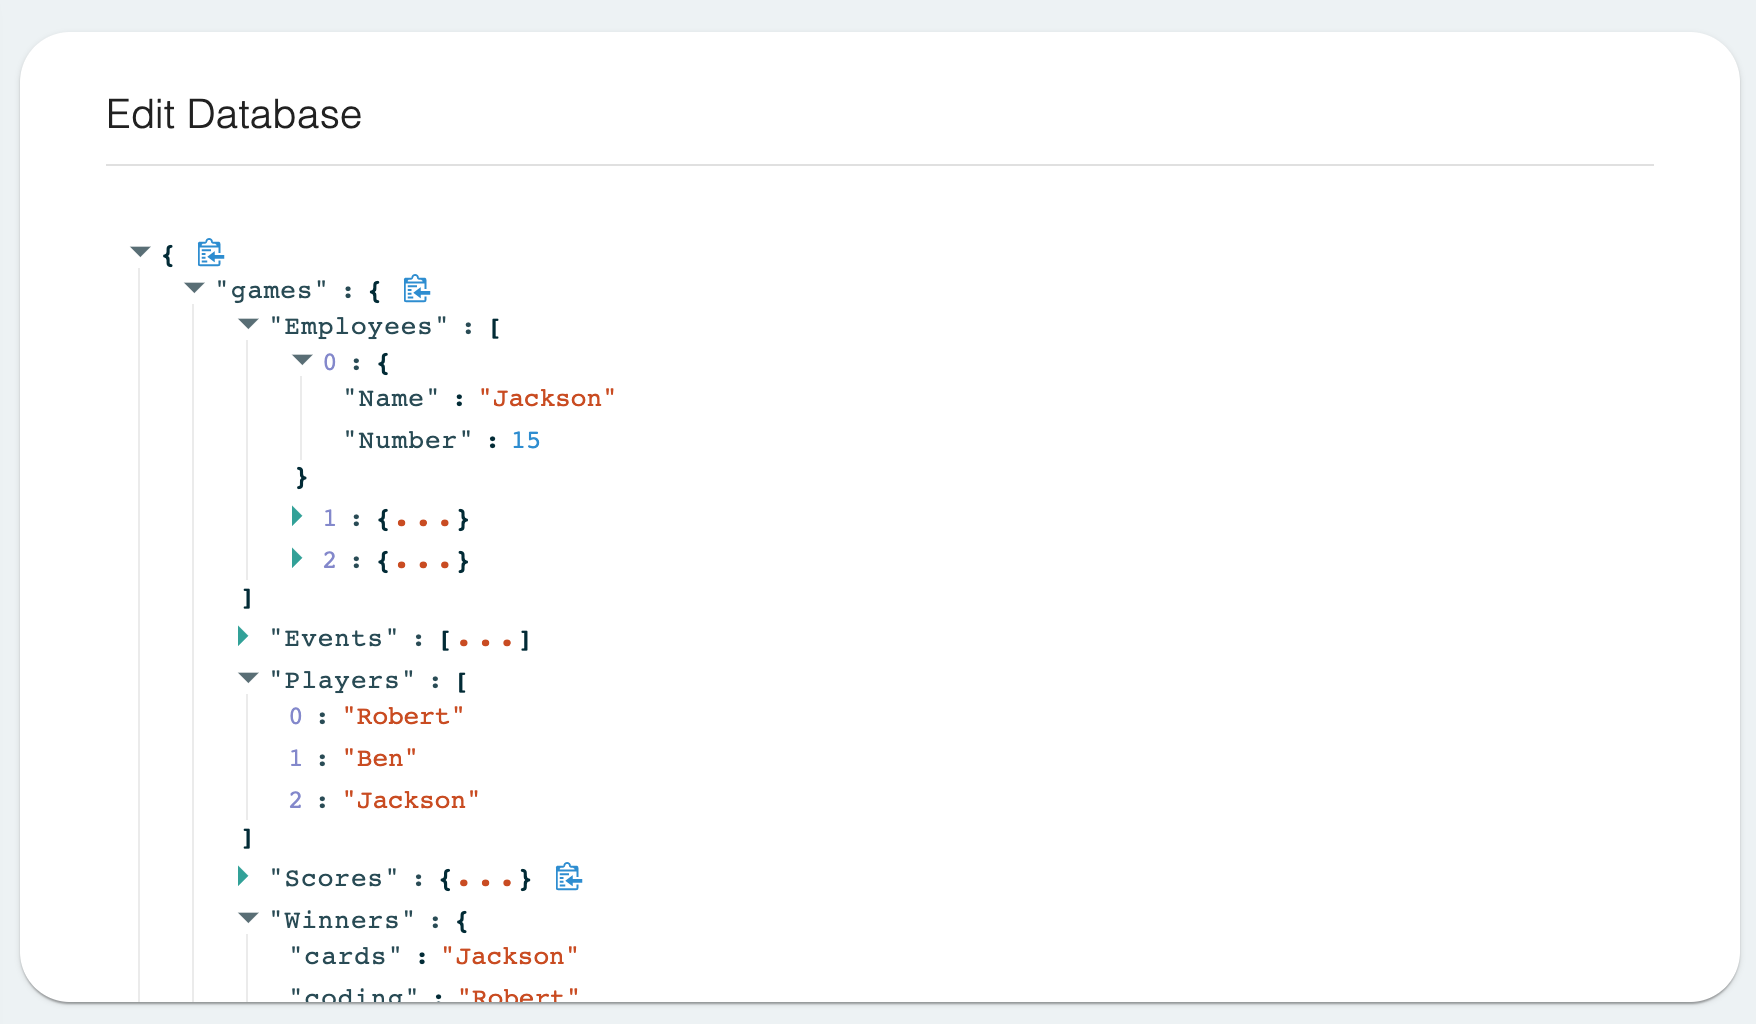 Edit Database
{
"games" : {
"Employees" : [
0 : {
"Name" : "Jackson"
"Number" : 15
}
1 : {...}
2 : {...}
]
"Events" : [...]
"Players" : [
0 : "Robert"
1 : "Ben"
2 : "Jackson"
]
"Scores" : {...}
"Winners" : {
"cards" : "Jackson"
"coding" : "Robert"